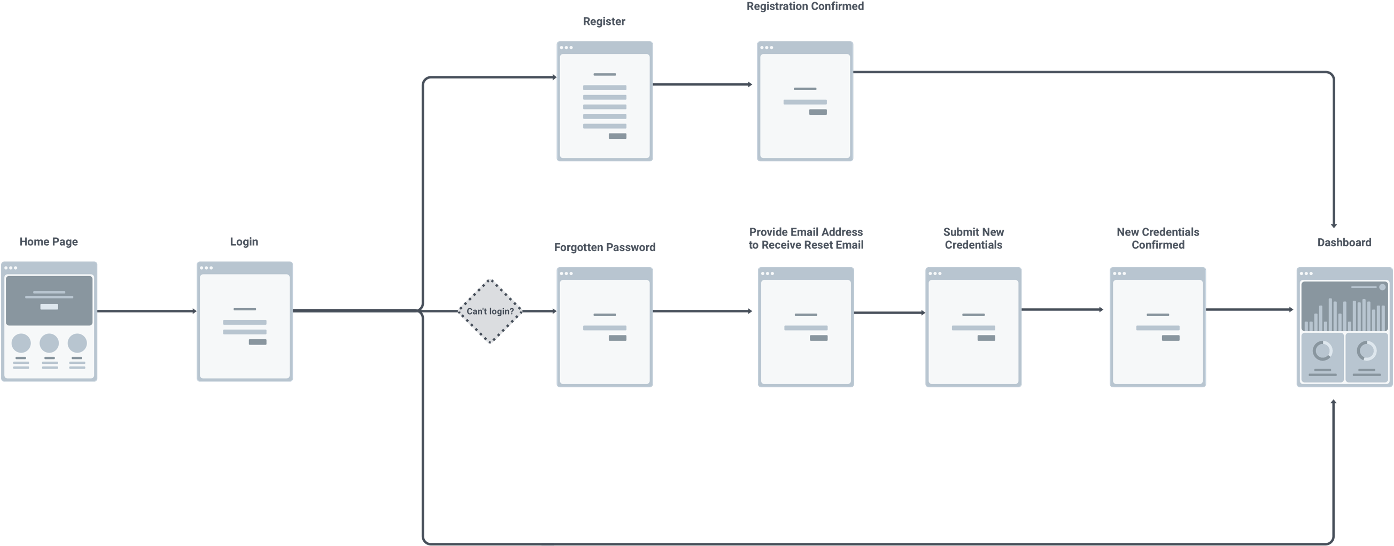 Registration Confirmed
Register
Home Page
Login
Can't login?
Forgotten Password
Provide Email Address
to Receive Reset Email
Submit New
Credentials
New Credentials
Confirmed
Dashboard